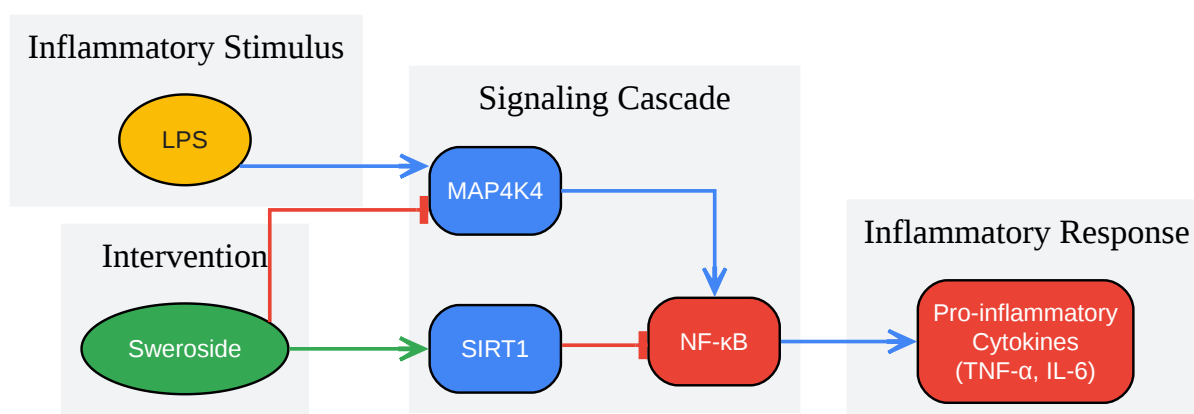 Inflammatory Stimulus
LPS
Signaling Cascade
MAP4K4
Intervention
Sweroside
SIRT1
NF-κB
Inflammatory Response
Pro-inflammatory
Cytokines
(TNF-α, IL-6)